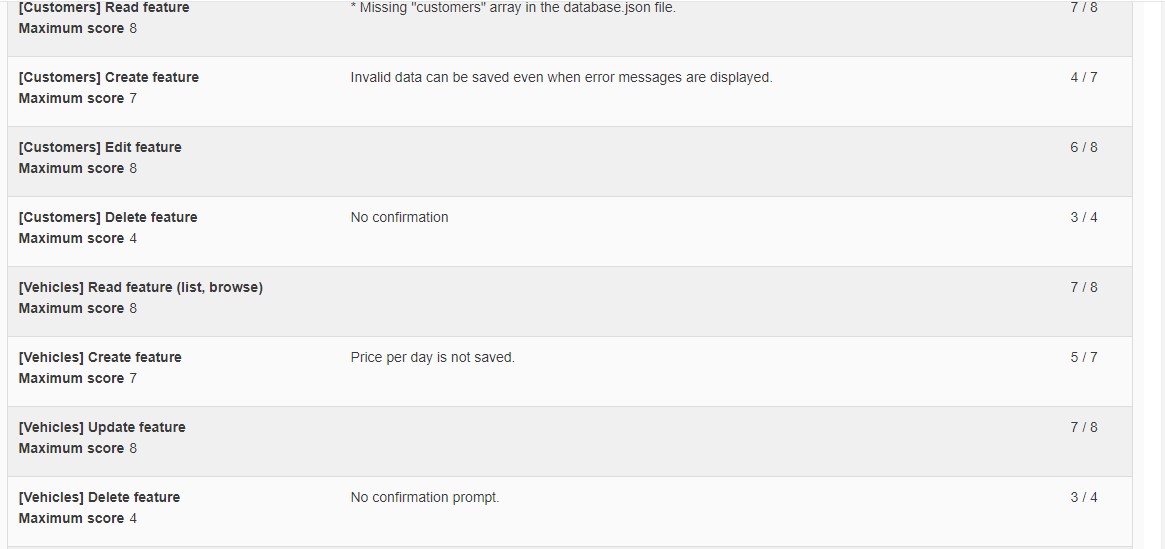 [Customers] Read feature * Missing "customers" array in the database.json file. 7 / 8
Maximum score 8
[Customers] Create feature Invalid data can be saved even when error messages are displayed. 4 / 7
Maximum score 7
[Customers] Edit feature 6 / 8
Maximum score 8
[Customers] Delete feature No confirmation 3 / 4
Maximum score 4
[Vehicles] Read feature (list, browse) 7 / 8
Maximum score 8
[Vehicles] Create feature Price per day is not saved. 5 / 7
Maximum score 7
[Vehicles] Update feature 7 / 8
Maximum score 8
[Vehicles] Delete feature No confirmation prompt. 3 / 4
Maximum score 4